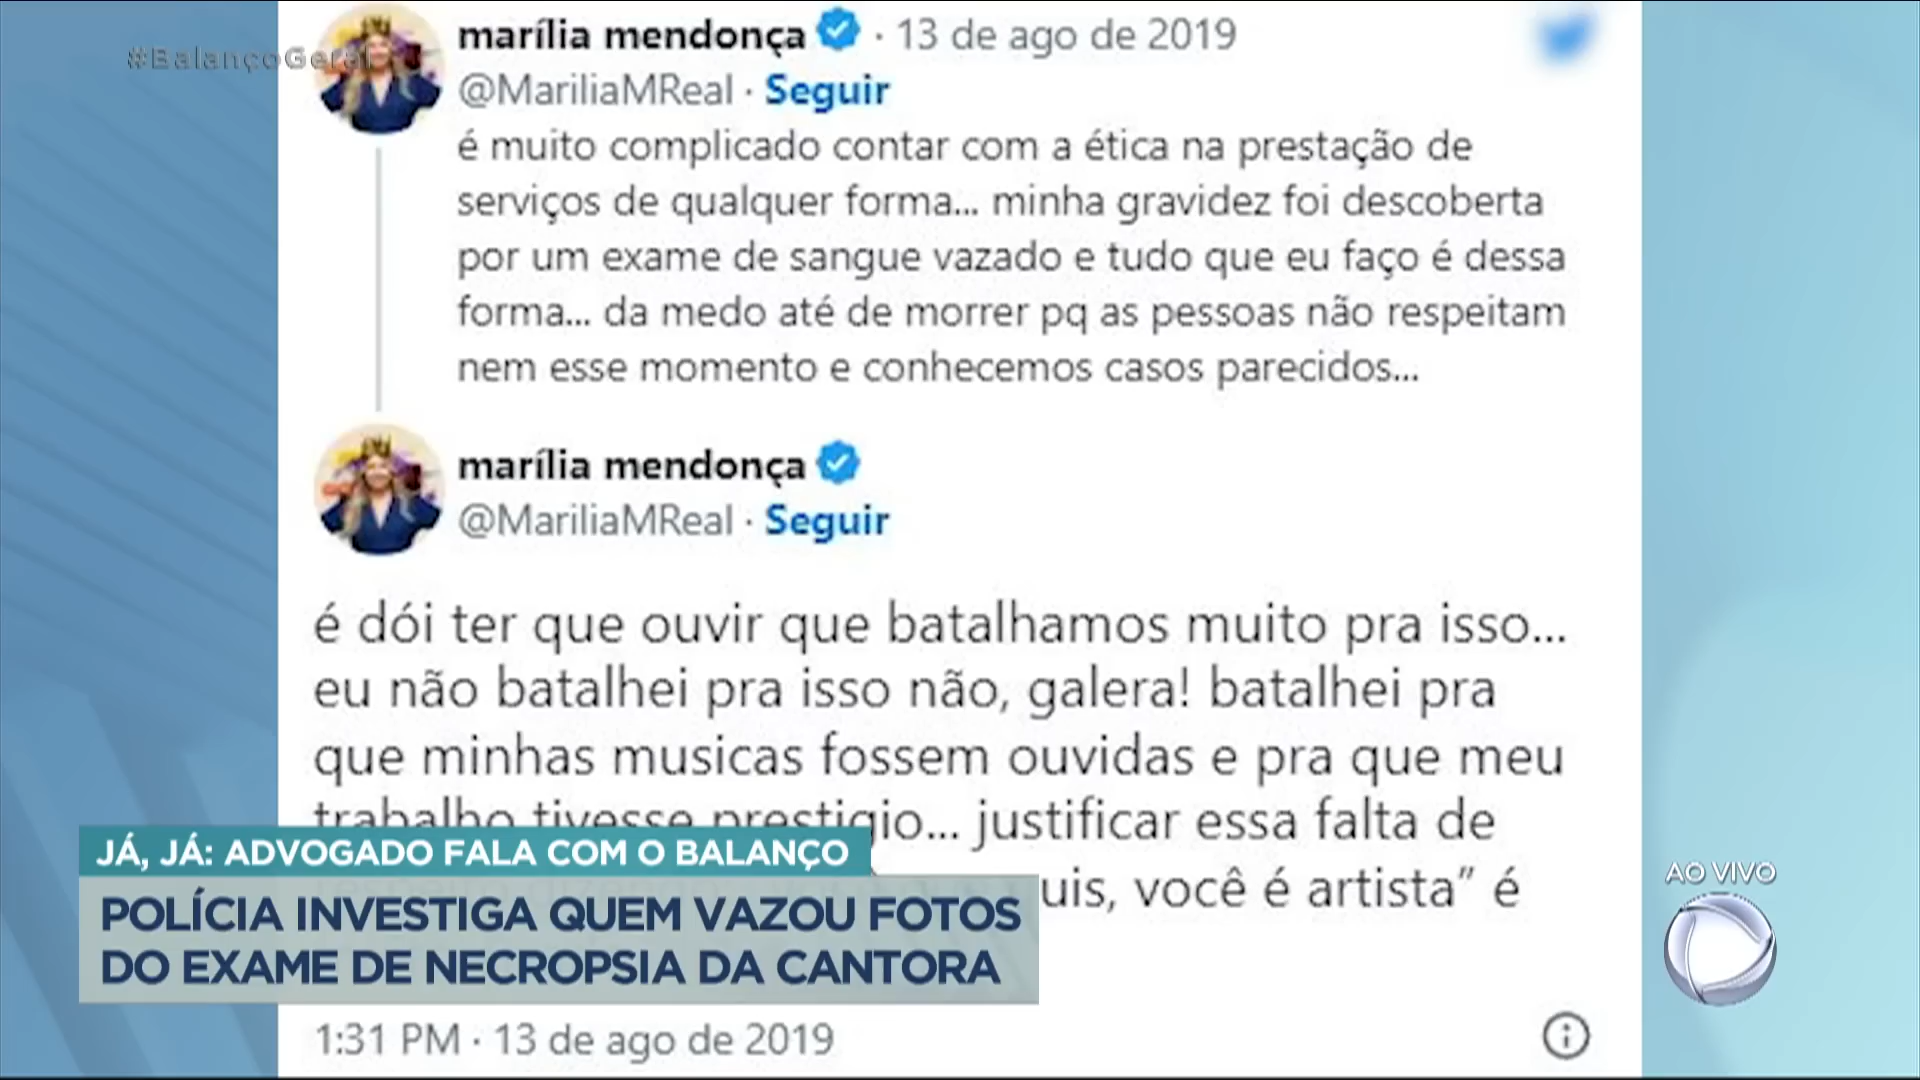 #BalançoGeral
marília mendonça · 13 de ago de 2019
@MariliaMReal · Seguir
é muito complicado contar com a ética na prestação de
serviços de qualquer forma... minha gravidez foi descoberta
por um exame de sangue vazado e tudo que eu faço é dessa
forma... da medo até de morrer pq as pessoas não respeitam
nem esse momento e conhecemos casos parecidos...
marília mendonça
@MariliaMReal · Seguir
é dói ter que ouvir que batalhamos muito pra isso...
eu não batalhei pra isso não, galera! batalhei pra
que minhas musicas fossem ouvidas e pra que meu
trabalho tivesse prestigio... justificar essa falta de
uis, você é artista” é
JÁ, JÁ: ADVOGADO FALA COM O BALANÇO
POLÍCIA INVESTIGA QUEM VAZOU FOTOS
DO EXAME DE NECROPSIA DA CANTORA
AO VIVO
1:31 PM · 13 de ago de 2019